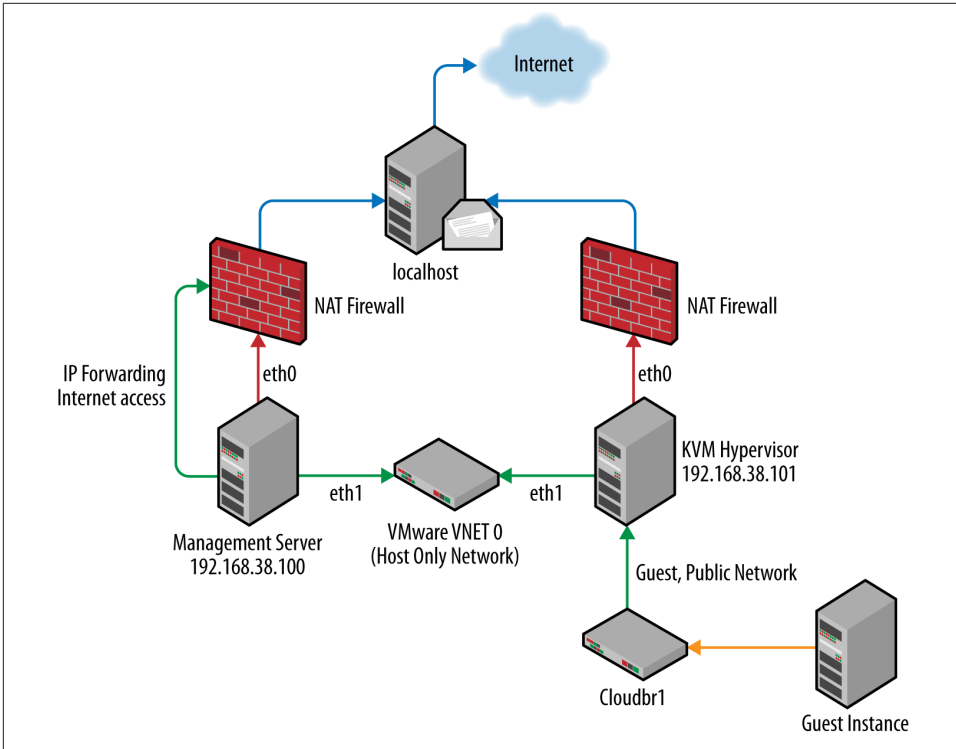 Internet
localhost
NAT Firewall
NAT Firewall
IP Forwarding
Internet access
eth0
eth0
KVM Hypervisor
192.168.38.101
eth1
eth1
Management Server
192.168.38.100
VMware VNET 0
(Host Only Network)
Guest, Public Network
Cloudbr1
Guest Instance